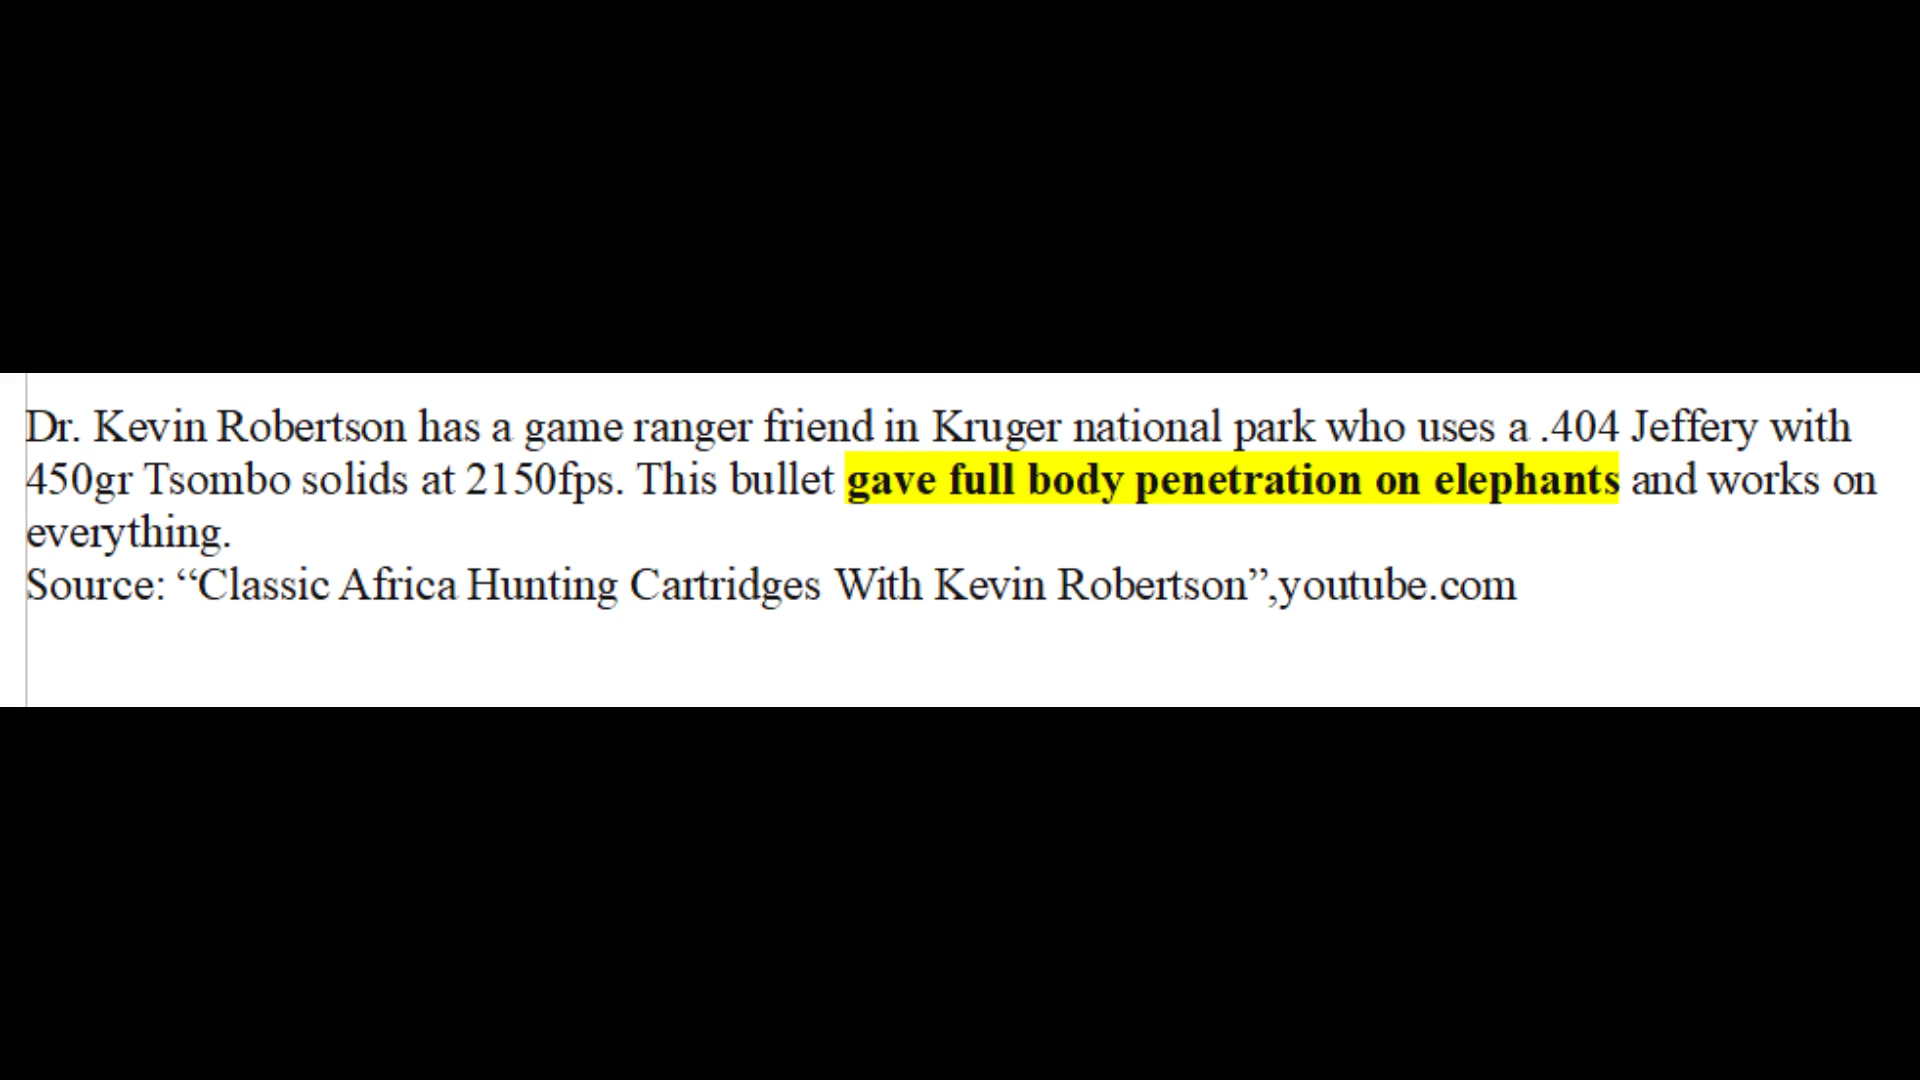 Dr. Kevin Robertson has a game ranger friend in Kruger national park who uses a .404 Jeffery with
450gr Tsombo solids at 2150fps. This bullet gave full body penetration on elephants and works on
everything.
Source: “Classic Africa Hunting Cartridges With Kevin Robertson”,youtube.com